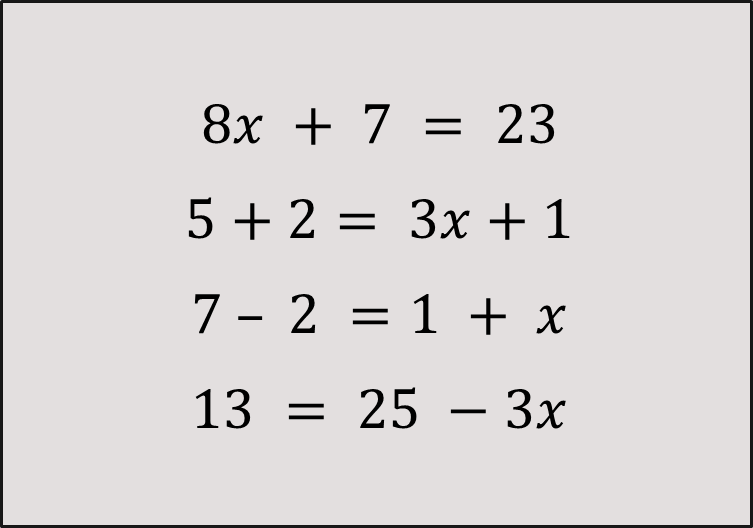 8x + 7 = 23
5 + 2 = 3x + 1
7 – 2 = 1 + x
13 = 25 − 3x